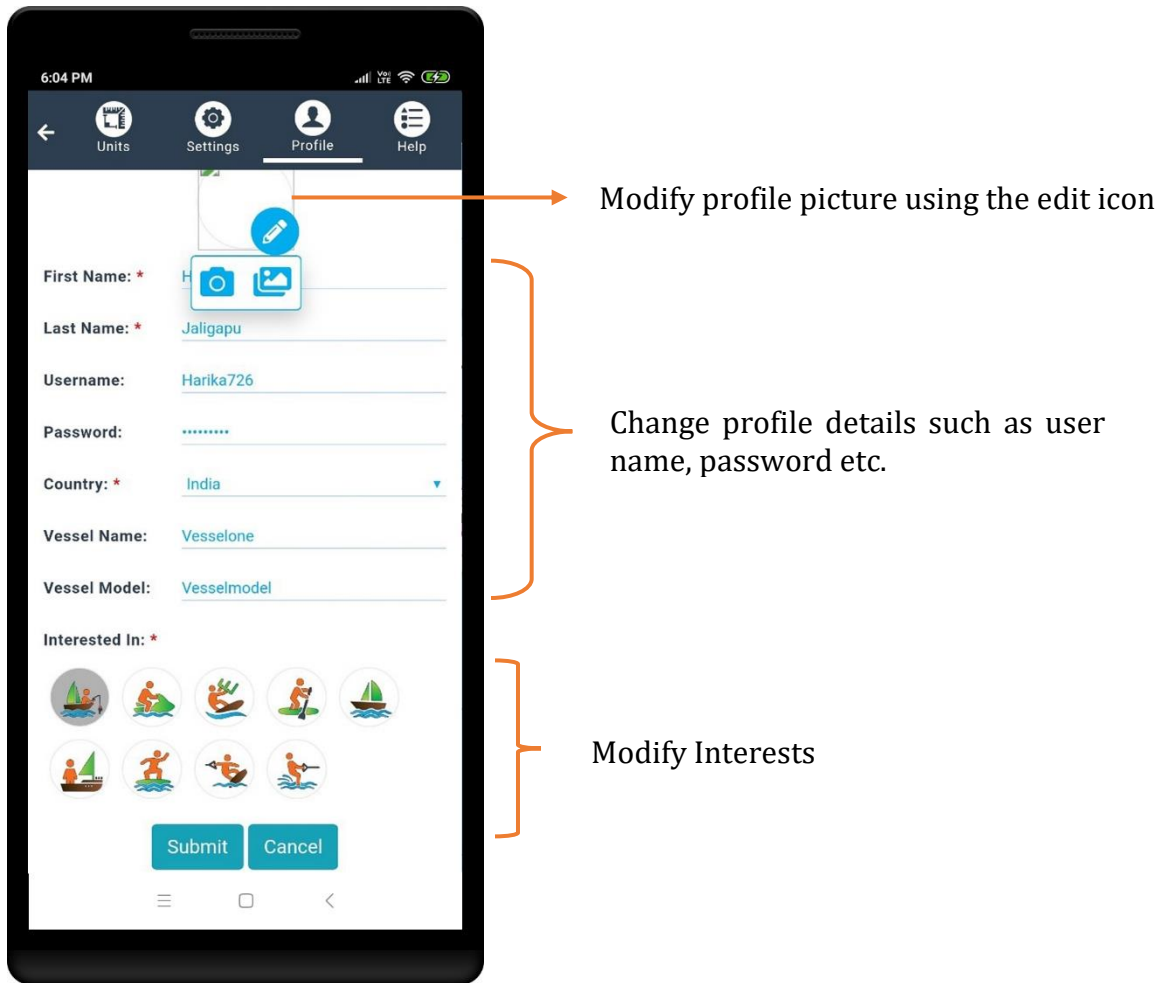 6:04 PM
Vo) LTE
Units Settings Profile Help
Modify profile picture using the edit icon
First Name: * H
Last Name: * Jaligapu
Username: Harika726
Password: •••••••••
Change profile details such as user
name, password etc.
Country: * India
Vessel Name: Vesselone
Vessel Model: Vesselmodel
Interested In: *
Modify Interests
Submit Cancel